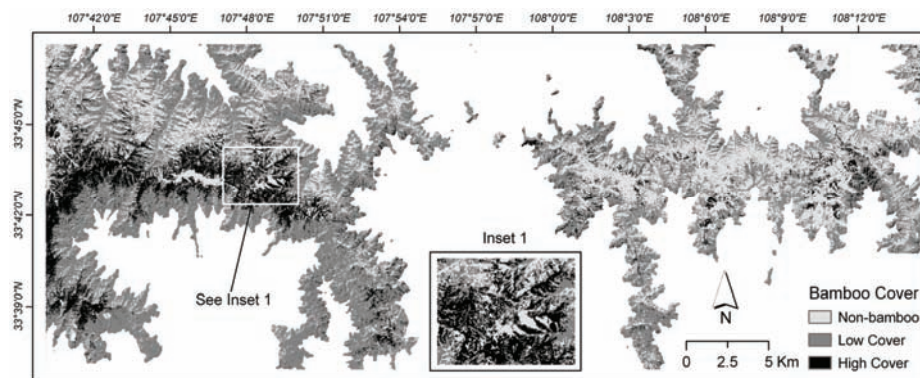 107°42'0"E 107°45'0"E 107°48'0"E 107°51'0"E 107°54'0"E 107°57'0"E 108°0'0"E 108°3'0"E 108°6'0"E 108°9'0"E 108°12'0"E
33°45'0"N
33°42'0"N
33°39'0"N
See Inset 1
Inset 1
N
0 2.5 5 Km
Bamboo Cover
Non-bamboo
Low Cover
High Cover